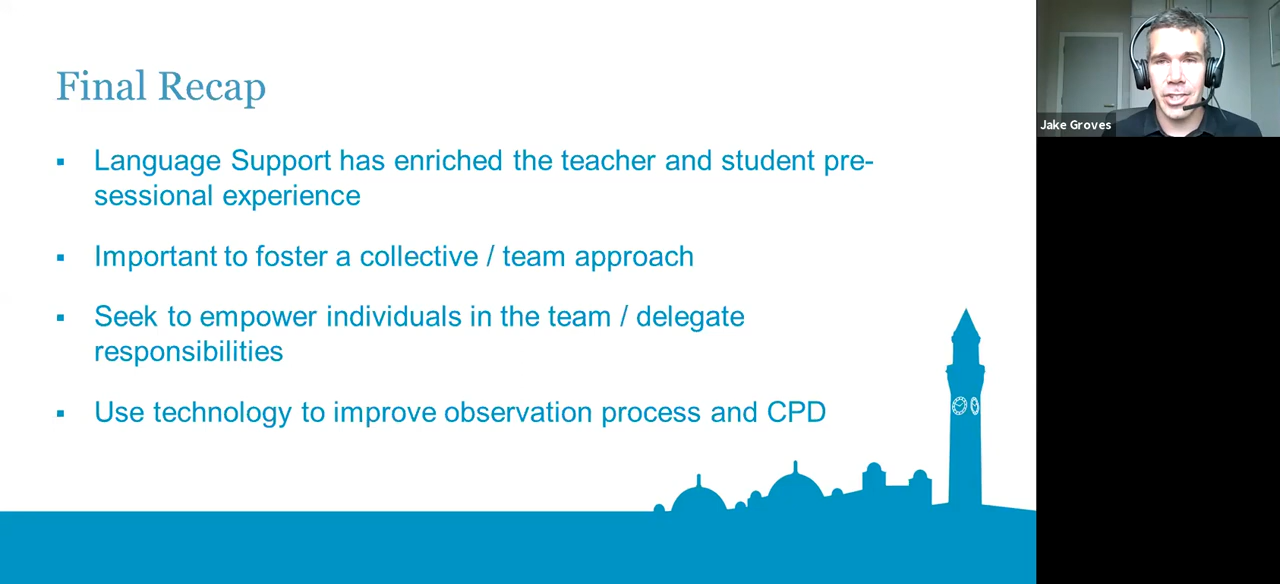 Final Recap
▪ Language Support has enriched the teacher and student pre-
sessional experience
▪ Important to foster a collective / team approach
▪ Seek to empower individuals in the team / delegate
responsibilities
▪ Use technology to improve observation process and CPD
Jake Groves